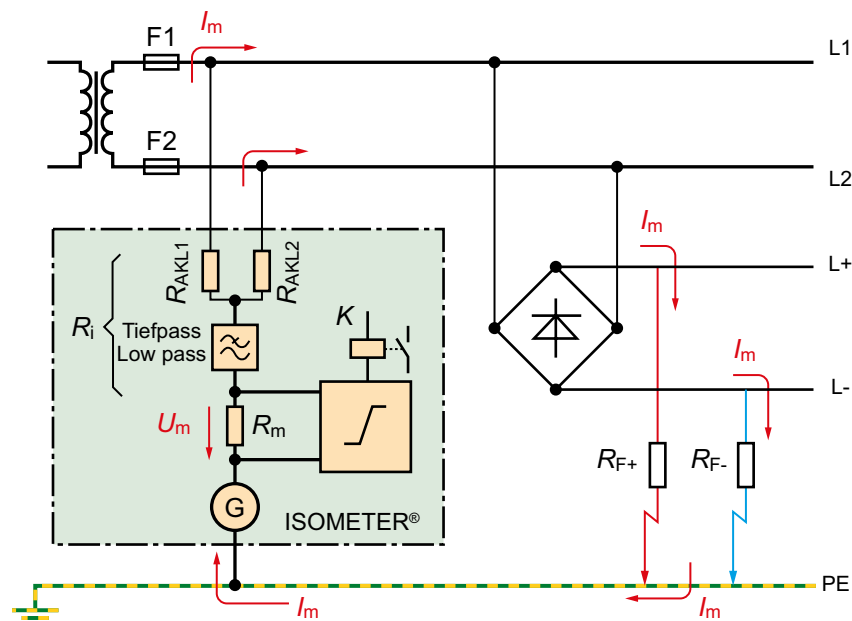 F1
Im
L1
F2
L2
RAKL1
RAKL2
Im
L+
Ri
Tiefpass
Low pass
K
Im
L-
Um
Rm
RF+
RF-
G
ISOMETER®
PE
Im
Im